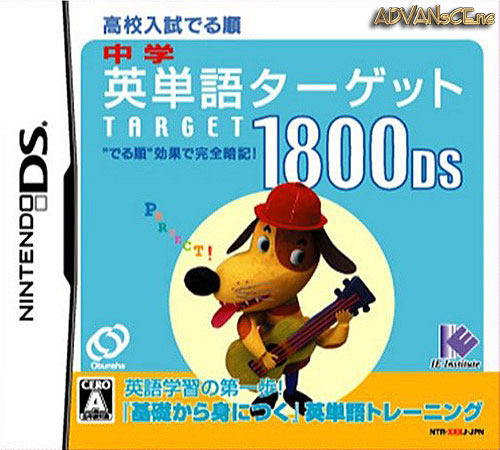 ADVANsCEne
高校入試でる順
中学
英単語ターゲット
TARGET
1800DS
"でる順"効果で完全暗記!
PERFECT!
NINTENDO DS
Obunsha
IE Institute
CERO
A
英語学習の第一歩!
「基礎から身につく」英単語トレーニング
NTR-XXXJ-JPN